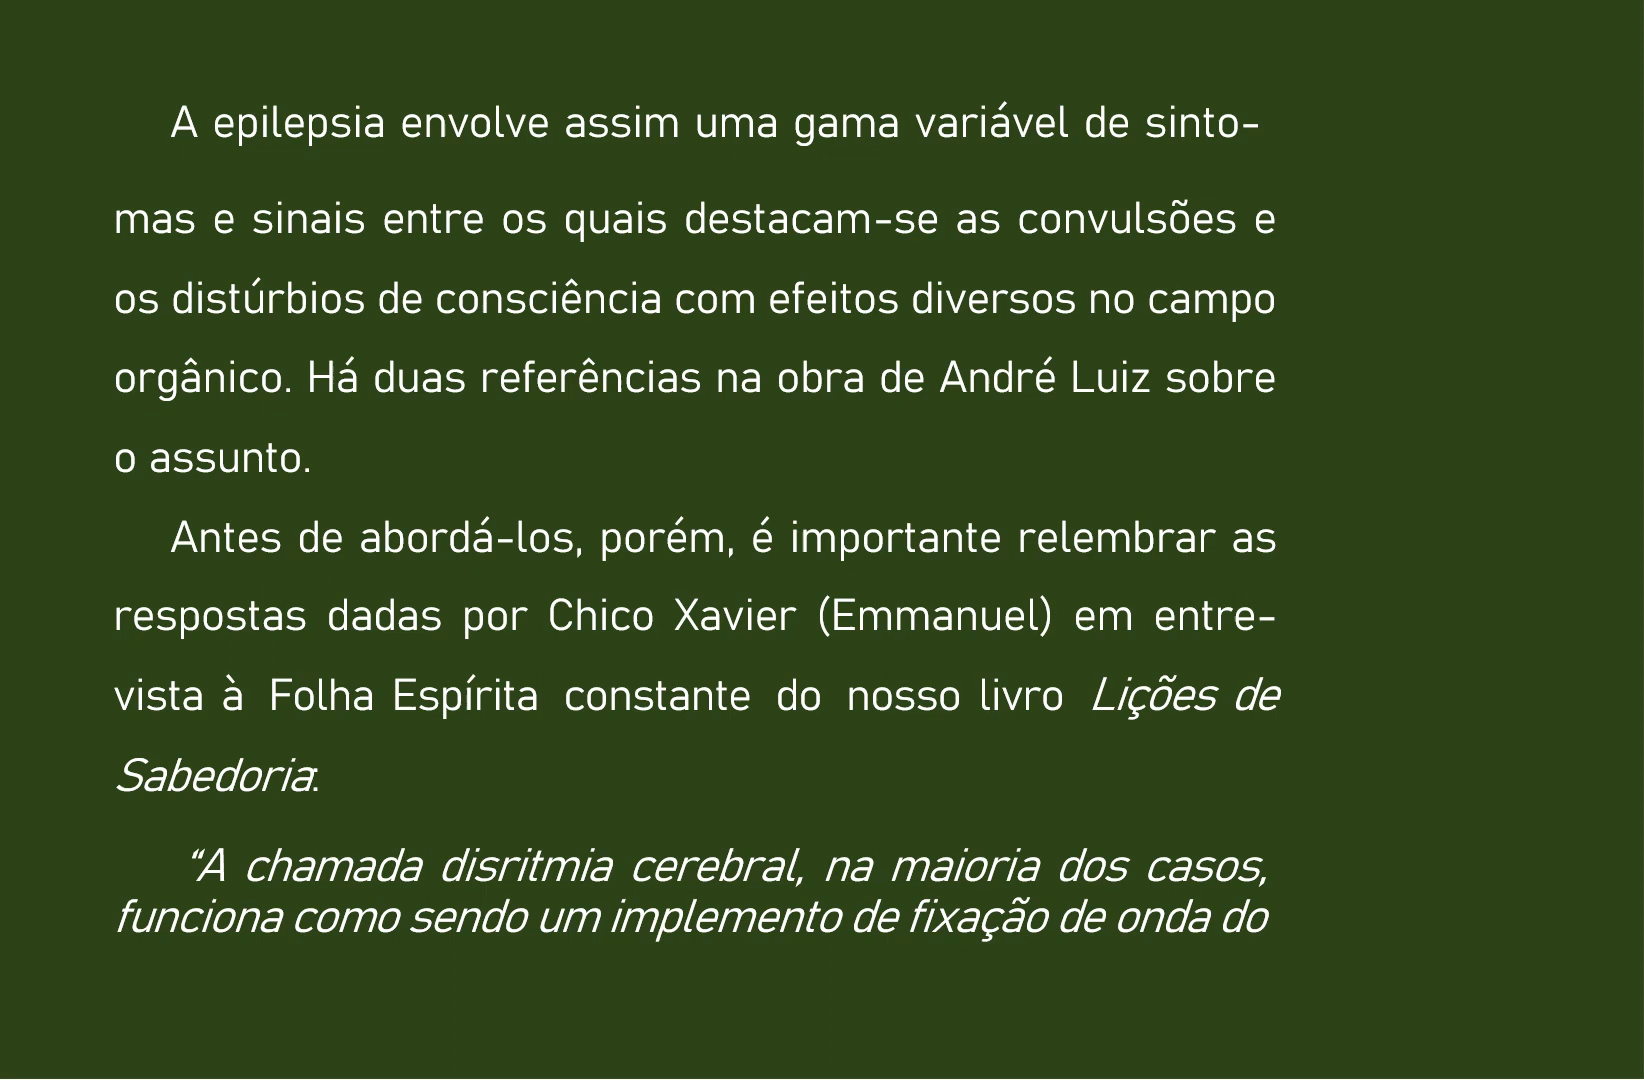 A epilepsia envolve assim uma gama variável de sinto-
mas e sinais entre os quais destacam-se as convulsões e
os distúrbios de consciência com efeitos diversos no campo
orgânico. Há duas referências na obra de André Luiz sobre
o assunto.
Antes de abordá-los, porém, é importante relembrar as
respostas dadas por Chico Xavier (Emmanuel) em entre-
vista à Folha Espírita constante do nosso livro Lições de
Sabedoria:
“A chamada disritmia cerebral, na maioria dos casos,
funciona como sendo um implemento de fixação de onda do